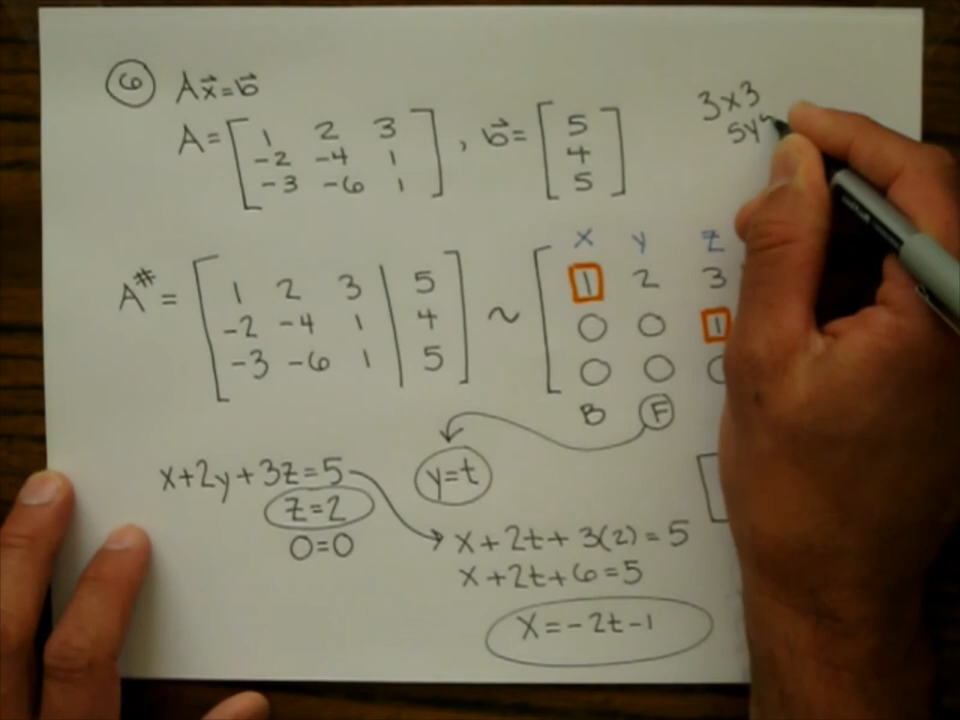 6 Ax⃗=b⃗
3x3
sys
A= [ 1 2 3 ] , b⃗= [ 5 ]
-2 -4 1 4
-3 -6 1 5
x y z
A# = [ 1 2 3 | 5 ] ~ [ 1 2 3
-2 -4 1 | 4 0 0 1
-3 -6 1 | 5 0 0 0
B F
x+2y+3z=5
y=t
z=2
0=0
x+2t+3(2)=5
x+2t+6=5
x=-2t-1